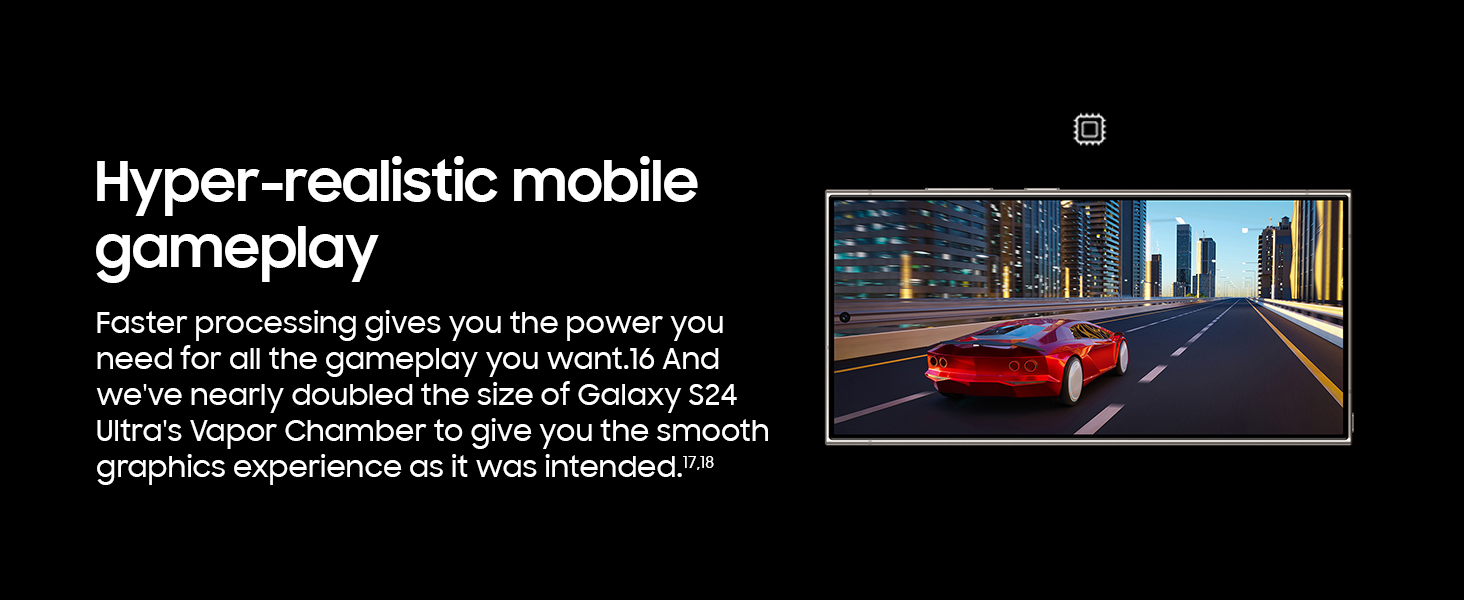 Hyper-realistic mobile
gameplay
Faster processing gives you the power you
need for all the gameplay you want.16 And
we've nearly doubled the size of Galaxy S24
Ultra's Vapor Chamber to give you the smooth
graphics experience as it was intended.17,18